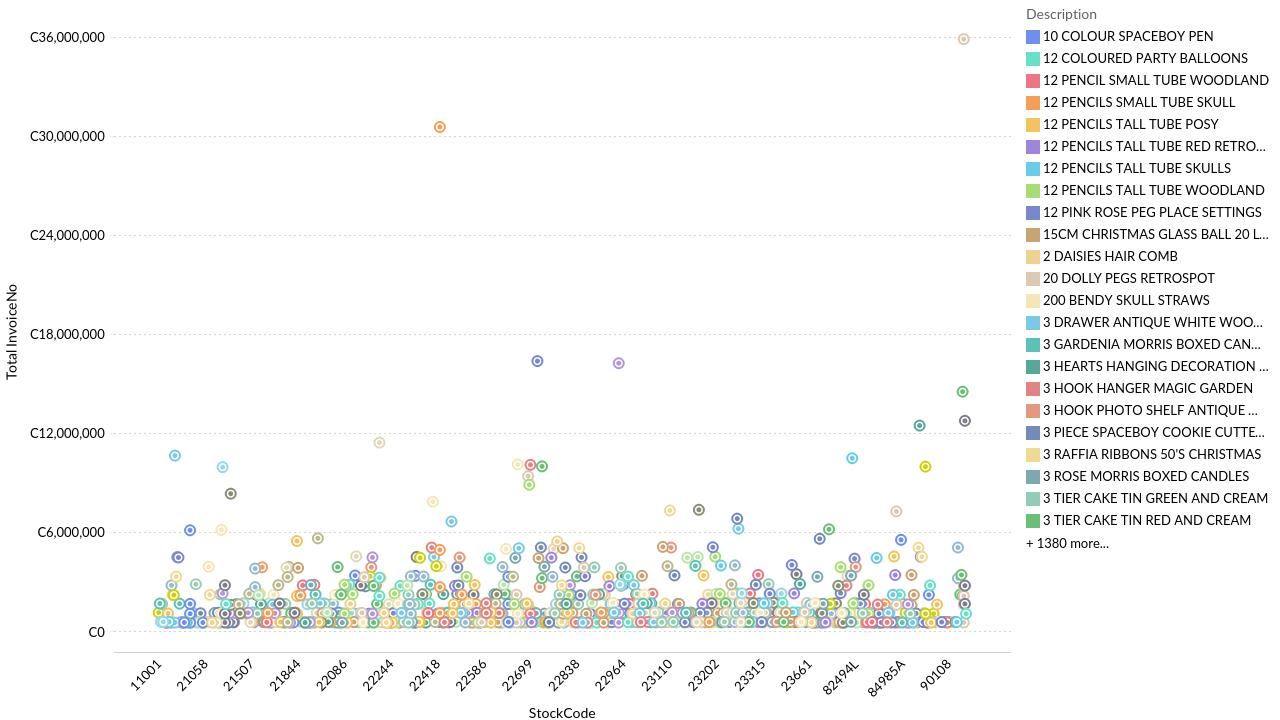 Description
10 COLOUR SPACEBOY PEN
12 COLOURED PARTY BALLOONS
12 PENCIL SMALL TUBE WOODLAND
12 PENCILS SMALL TUBE SKULL
12 PENCILS TALL TUBE POSY
12 PENCILS TALL TUBE RED RETRO...
12 PENCILS TALL TUBE SKULLS
12 PENCILS TALL TUBE WOODLAND
12 PINK ROSE PEG PLACE SETTINGS
15CM CHRISTMAS GLASS BALL 20 L...
2 DAISIES HAIR COMB
20 DOLLY PEGS RETROSPOT
200 BENDY SKULL STRAWS
3 DRAWER ANTIQUE WHITE WOO...
3 GARDENIA MORRIS BOXED CAN...
3 HEARTS HANGING DECORATION ...
3 HOOK HANGER MAGIC GARDEN
3 HOOK PHOTO SHELF ANTIQUE ...
3 PIECE SPACEBOY COOKIE CUTTE...
3 RAFFIA RIBBONS 50'S CHRISTMAS
3 ROSE MORRIS BOXED CANDLES
3 TIER CAKE TIN GREEN AND CREAM
3 TIER CAKE TIN RED AND CREAM
+ 1380 more...
Total InvoiceNo
C36,000,000
C30,000,000
C24,000,000
C18,000,000
C12,000,000
C6,000,000
C0
11001
21058
21507
21844
22086
22244
22418
22586
22699
22838
22964
23110
23202
23315
23661
82494L
84985A
90108
StockCode